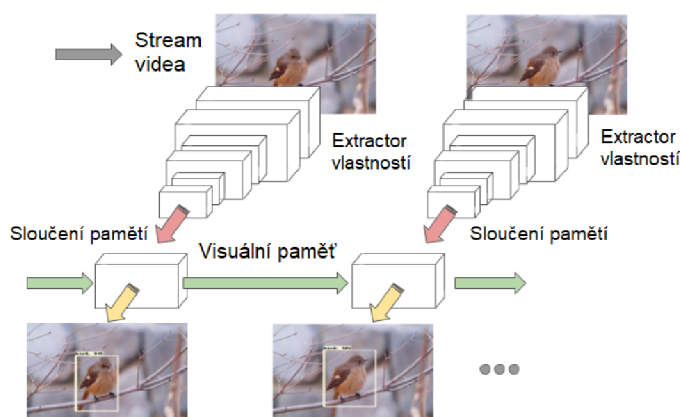 Stream
videa
Extractor
vlastností
Extractor
vlastností
Sloučení pamětí
Visuální paměť
Sloučení pamětí